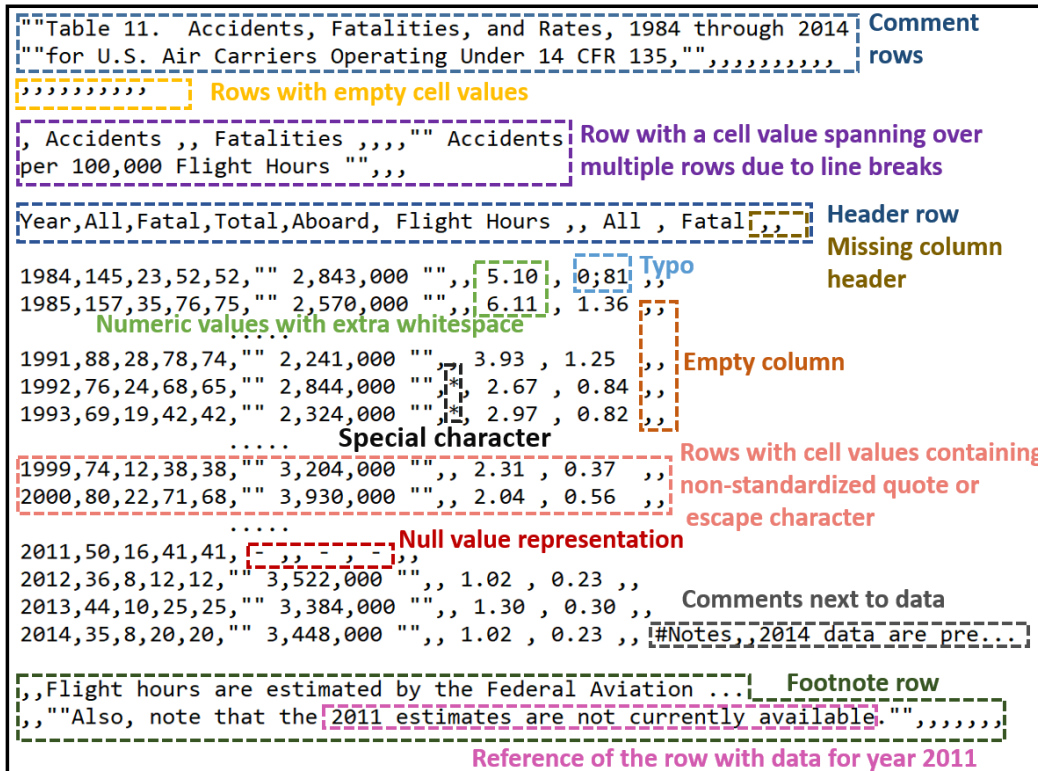 ""Table 11.  Accidents, Fatalities, and Rates, 1984 through 2014
""for U.S. Air Carriers Operating Under 14 CFR 135,"",,,,,,,,,,
Comment
rows
,,,,,,,,,,
Rows with empty cell values
, Accidents ,, Fatalities ,,,,"" Accidents
per 100,000 Flight Hours "",,,
Row with a cell value spanning over
multiple rows due to line breaks
Year,All,Fatal,Total,Aboard, Flight Hours ,, All , Fatal ,,
Header row
Missing column
header
1984,145,23,52,52,"" 2,843,000 "",, 5.10 , 0;81 ,,
Typo
1985,157,35,76,75,"" 2,570,000 "",, 6.11 , 1.36 ,,
Numeric values with extra whitespace
.....
1991,88,28,78,74,"" 2,241,000 "",, 3.93 , 1.25 ,,
Empty column
1992,76,24,68,65,"" 2,844,000 "",*, 2.67 , 0.84 ,,
1993,69,19,42,42,"" 2,324,000 "",*, 2.97 , 0.82 ,,
.....
Special character
1999,74,12,38,38,"" 3,204,000 "",, 2.31 , 0.37 ,,
2000,80,22,71,68,"" 3,930,000 "",, 2.04 , 0.56 ,,
Rows with cell values containing
non-standardized quote or
escape character
.....
2011,50,16,41,41, - ,, - , - ,,
Null value representation
2012,36,8,12,12,"" 3,522,000 "",, 1.02 , 0.23 ,,
2013,44,10,25,25,"" 3,384,000 "",, 1.30 , 0.30 ,,
Comments next to data
2014,35,8,20,20,"" 3,448,000 "",, 1.02 , 0.23 ,, #Notes,,2014 data are pre...
,,Flight hours are estimated by the Federal Aviation ...
Footnote row
,,""Also, note that the 2011 estimates are not currently available."",,,,,,,
Reference of the row with data for year 2011